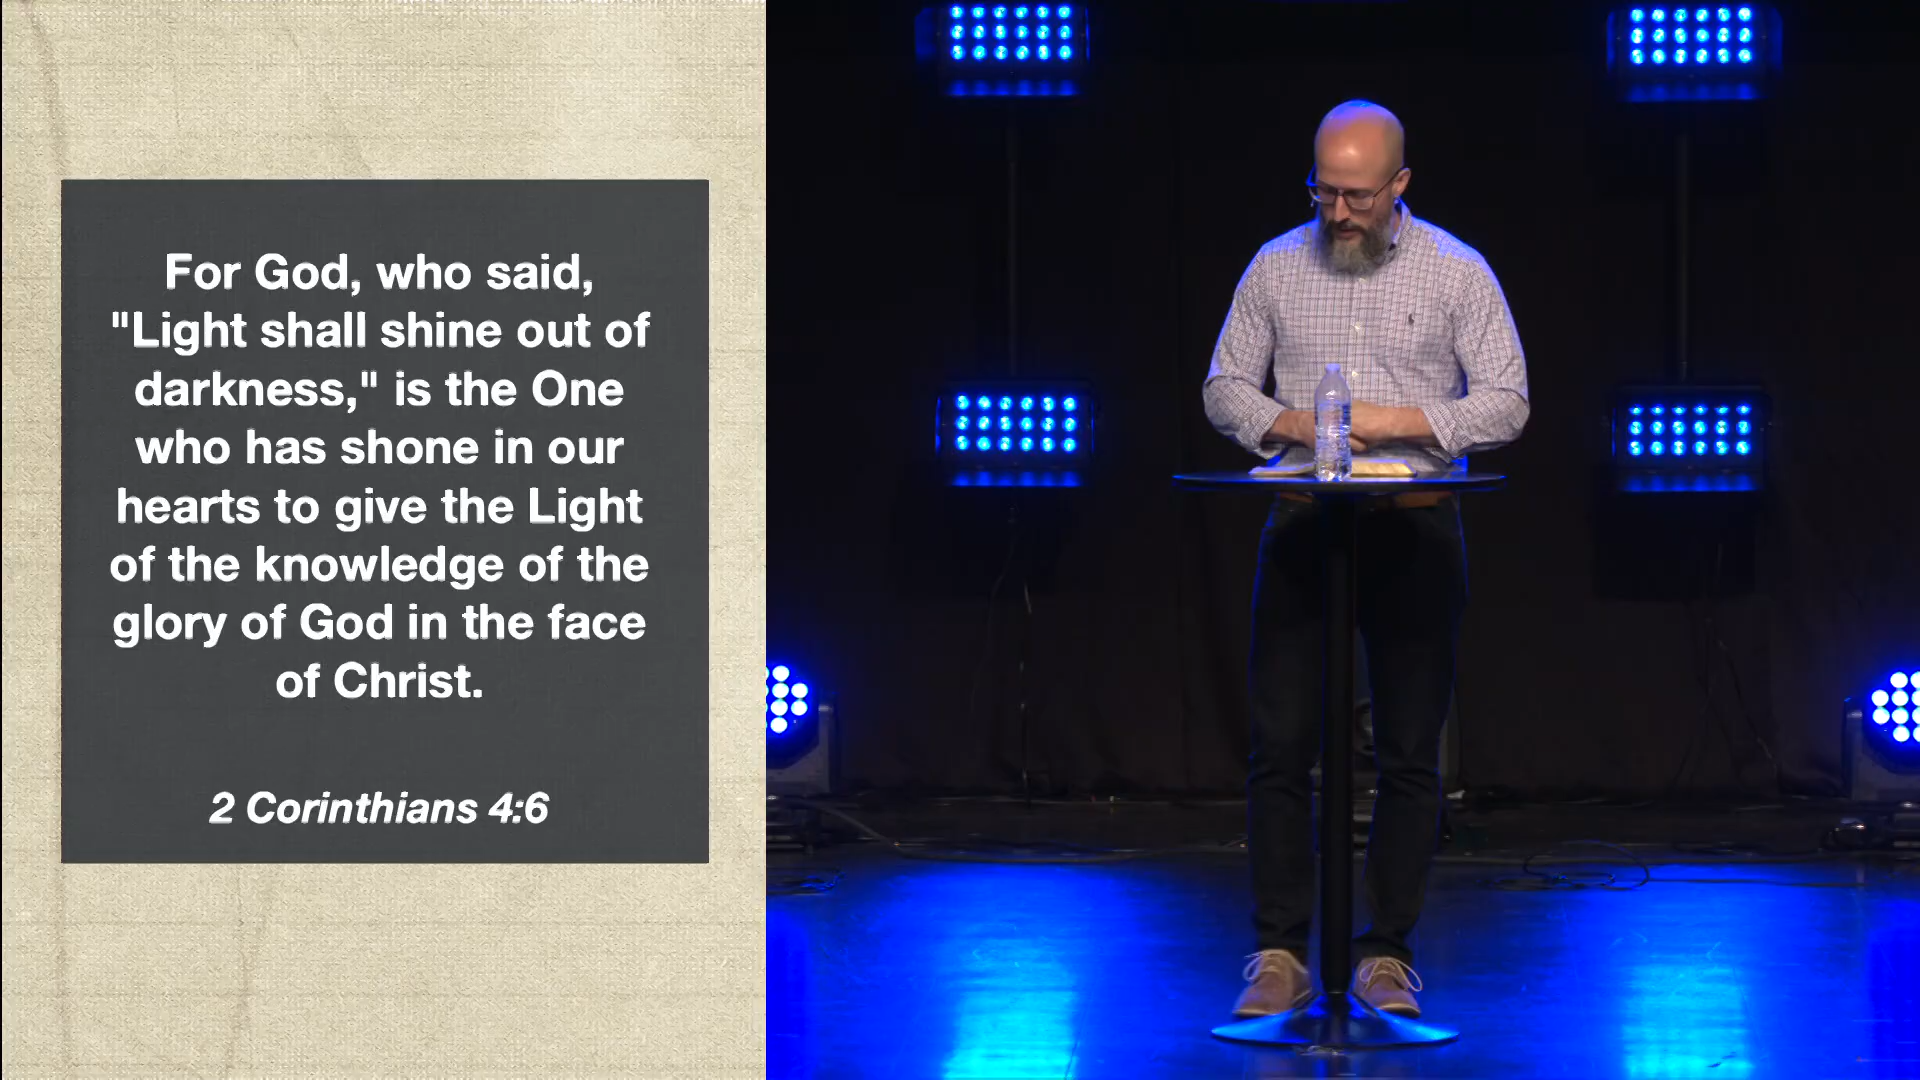 For God, who said,
"Light shall shine out of
darkness," is the One
who has shone in our
hearts to give the Light
of the knowledge of the
glory of God in the face
of Christ.
2 Corinthians 4:6